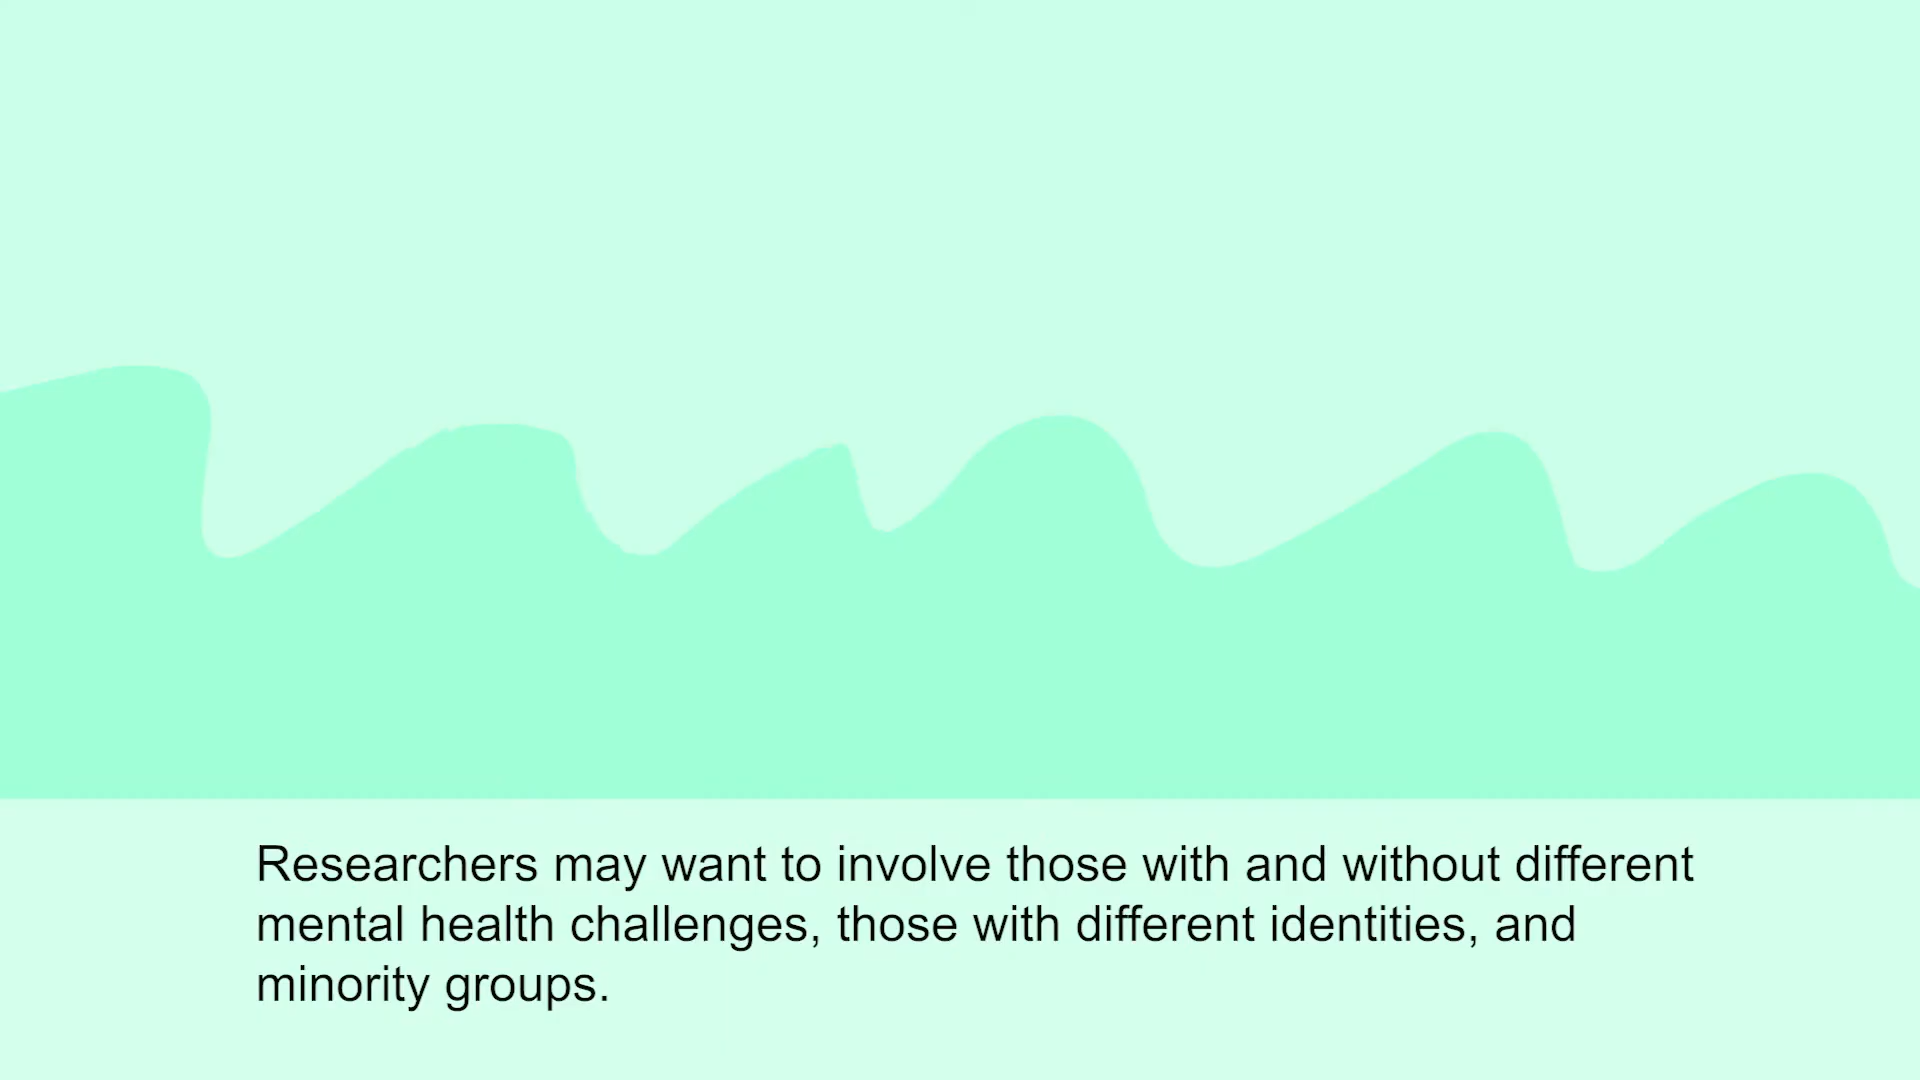 Researchers may want to involve those with and without different
mental health challenges, those with different identities, and
minority groups.